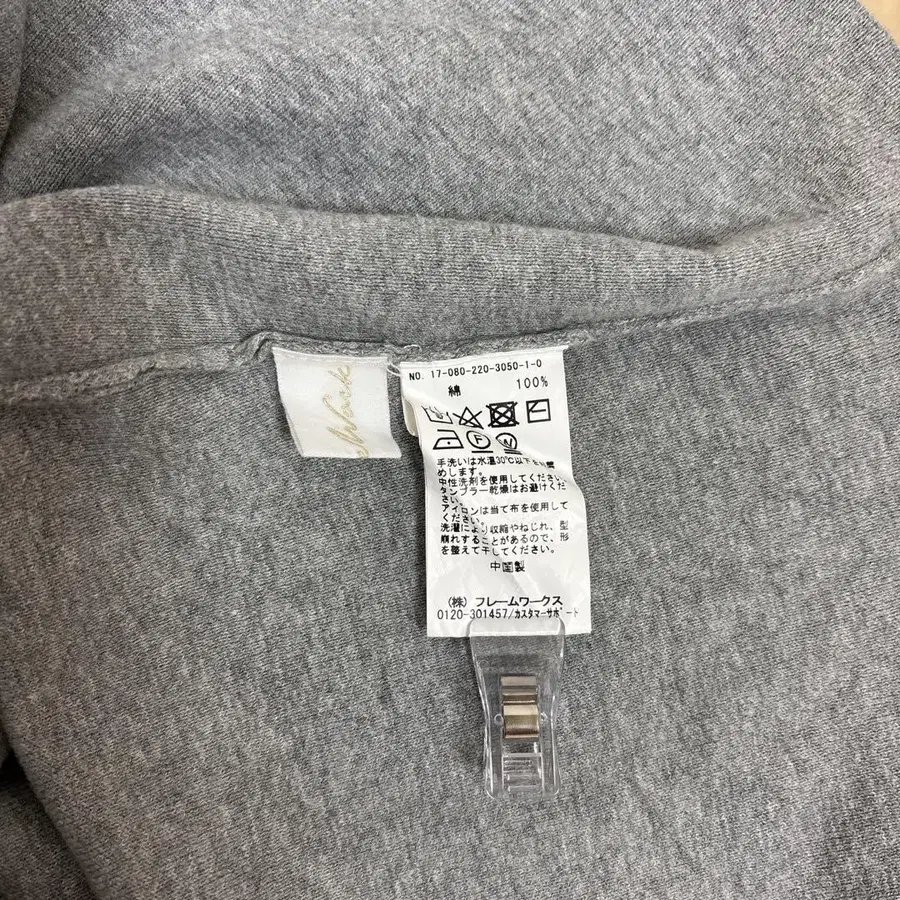 NO. 17-080-220-3050-1-0
綿 100%
手洗いは水温30℃以下
めします。
中性洗剤を使用してください
タンブラー乾燥はお避けくだ
さい。
アイロンは当て布を使用して
ください。
洗濯により収縮やねじれ、型
崩れすることがあるので、形
を整えて干してください。
中国製
(株) フレームワークス
0120-301457/カスタマーサポート
e Work
F
W